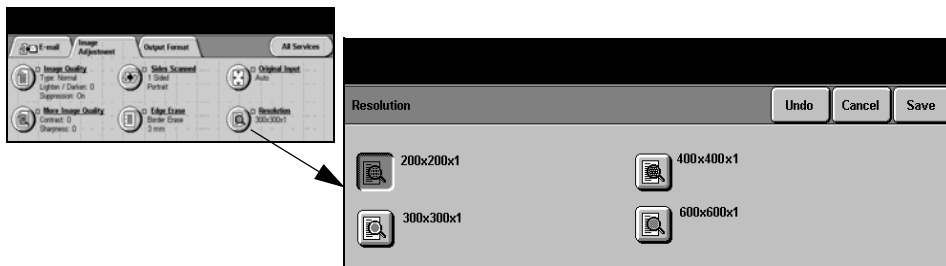 E-mail
Image Adjustment
Output Format
All Services
Image Quality
Type: Normal
Lighten / Darken: 0
Suppression: On
Sides Scanned
1 Sided
Portrait
Original Input
Auto
More Image Quality
Contrast: 0
Sharpness: 0
Edge Erase
Border Erase
3 mm
Resolution
300x300x1
Resolution
Undo
Cancel
Save
200x200x1
400x400x1
300x300x1
600x600x1